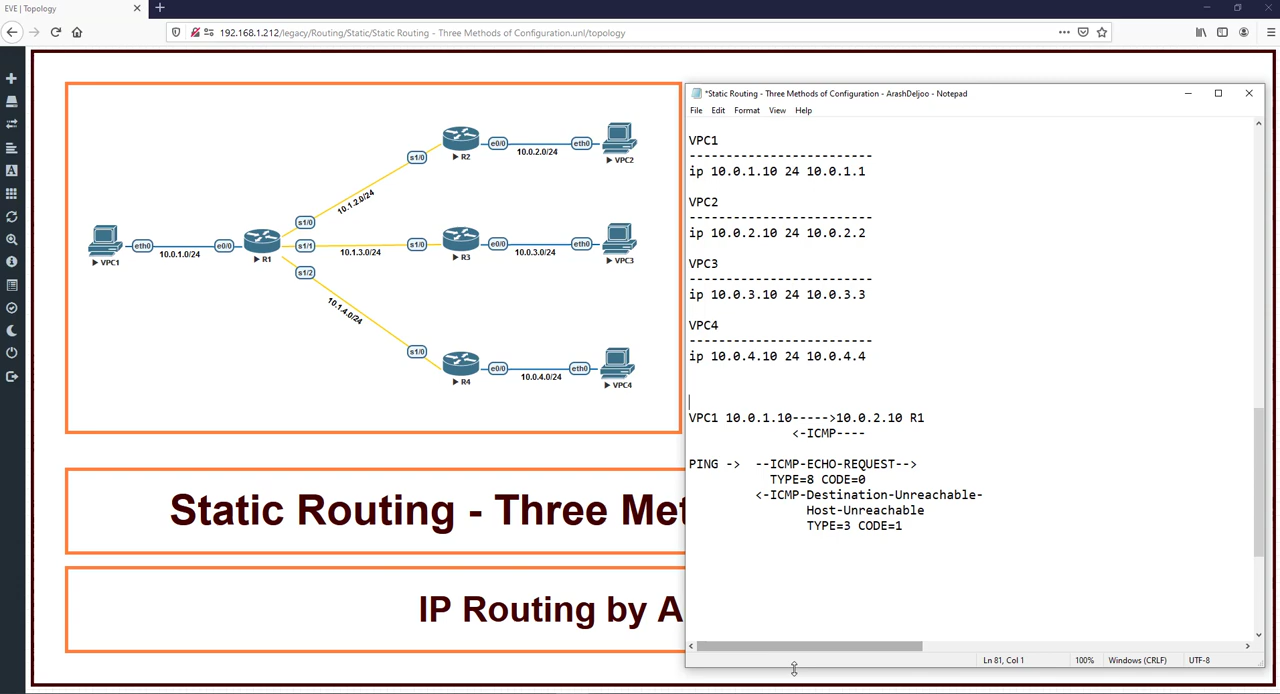 EVE | Topology
192.168.1.212/legacy/Routing/Static/Static Routing - Three Methods of Configuration.unl/topology
*Static Routing - Three Methods of Configuration - ArashDeljoo - Notepad
File Edit Format View Help
VPC1
-------------------------
ip 10.0.1.10 24 10.0.1.1
VPC2
-------------------------
ip 10.0.2.10 24 10.0.2.2
VPC3
-------------------------
ip 10.0.3.10 24 10.0.3.3
VPC4
-------------------------
ip 10.0.4.10 24 10.0.4.4
VPC1 10.0.1.10----->10.0.2.10 R1
<-ICMP----
PING -> --ICMP-ECHO-REQUEST-->
TYPE=8 CODE=0
<-ICMP-Destination-Unreachable-
Host-Unreachable
TYPE=3 CODE=1
Ln 81, Col 1 100% Windows (CRLF) UTF-8
R2
s1/0
e0/0
10.0.2.0/24
eth0
VPC2
10.1.2.0/24
VPC1
eth0
10.0.1.0/24
e0/0
R1
s1/0
s1/1
s1/2
10.1.3.0/24
s1/0
R3
e0/0
10.0.3.0/24
eth0
VPC3
10.1.4.0/24
s1/0
R4
e0/0
10.0.4.0/24
eth0
VPC4
Static Routing - Three Met
IP Routing by A